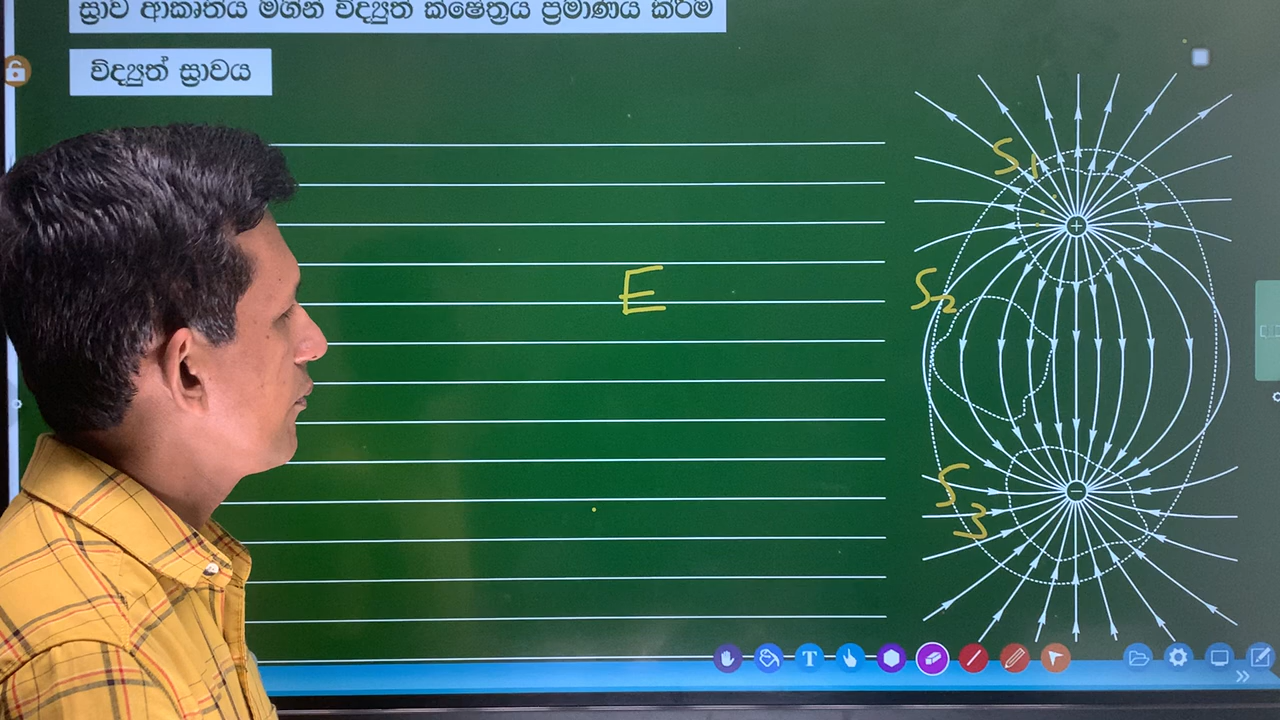 ස්‍රාව ආකෘතිය මගින් විද්‍යුත් ක්ෂේත්‍රය ප්‍රමාණය කිරීම
විද්‍යුත් ස්‍රාවය
S1
+
E
S2
S3
−
T